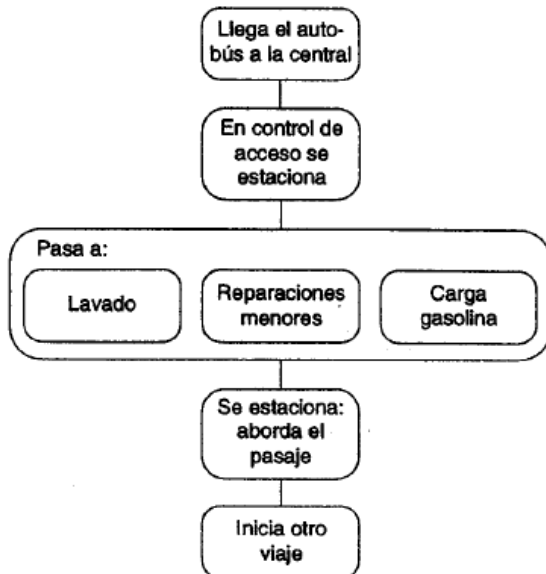 Llega el auto-
bús a la central
En control de
acceso se
estaciona
Pasa a:
Lavado
Reparaciones
menores
Carga
gasolina
Se estaciona:
aborda el
pasaje
Inicia otro
viaje